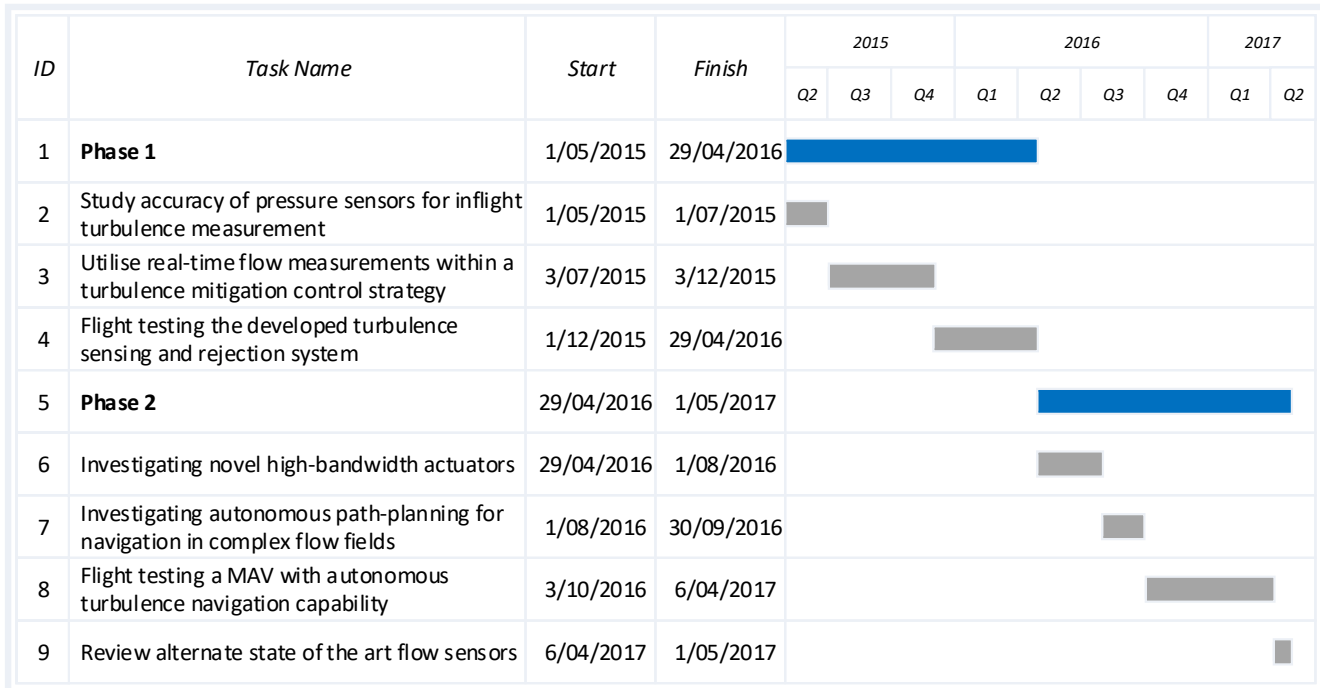 ID Task Name Start Finish 2015 2016 2017
Q2 Q3 Q4 Q1 Q2 Q3 Q4 Q1 Q2
1 Phase 1 1/05/2015 29/04/2016
2 Study accuracy of pressure sensors for inflight
turbulence measurement 1/05/2015 1/07/2015
3 Utilise real-time flow measurements within a
turbulence mitigation control strategy 3/07/2015 3/12/2015
4 Flight testing the developed turbulence
sensing and rejection system 1/12/2015 29/04/2016
5 Phase 2 29/04/2016 1/05/2017
6 Investigating novel high-bandwidth actuators 29/04/2016 1/08/2016
7 Investigating autonomous path-planning for
navigation in complex flow fields 1/08/2016 30/09/2016
8 Flight testing a MAV with autonomous
turbulence navigation capability 3/10/2016 6/04/2017
9 Review alternate state of the art flow sensors 6/04/2017 1/05/2017